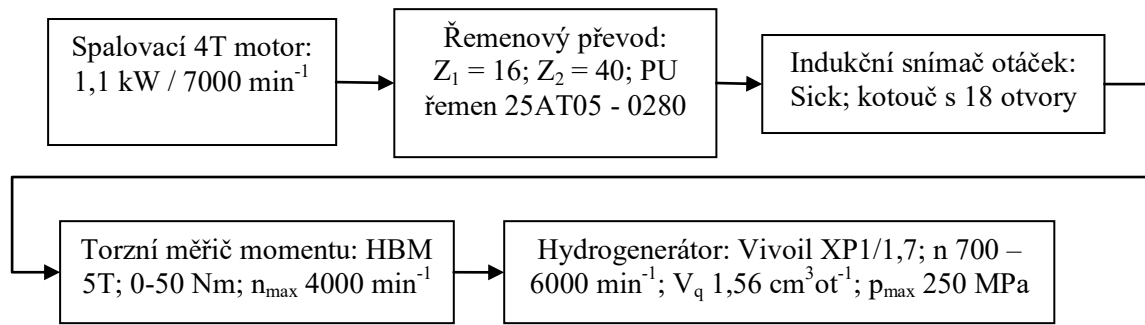 Spalovací 4T motor:
1,1 kW / 7000 min⁻¹
Řemenový převod:
Z₁ = 16; Z₂ = 40; PU
řemen 25AT05 - 0280
Indukční snímač otáček:
Sick; kotouč s 18 otvory
Torzní měřič momentu: HBM
5T; 0-50 Nm; nₘₐₓ 4000 min⁻¹
Hydrogenerátor: Vivoil XP1/1,7; n 700 –
6000 min⁻¹; V_q 1,56 cm³ot⁻¹; pₘₐₓ 250 MPa